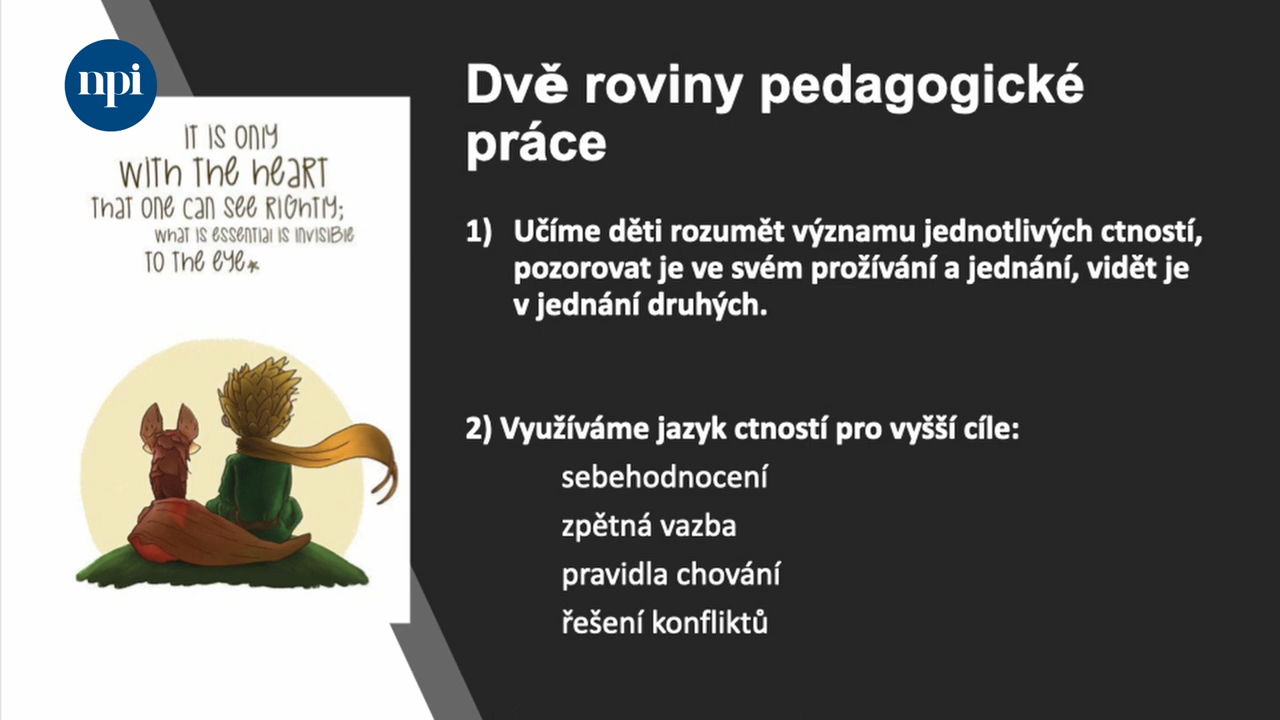 npi
IT IS ONLY
WITH THE HEART
THAT ONE CAN SEE RIGHTLY;
WHAT IS ESSENTIAL IS INVISIBLE
TO THE EYE*
Dvě roviny pedagogické
práce
1) Učíme děti rozumět významu jednotlivých ctností,
pozorovat je ve svém prožívání a jednání, vidět je
v jednání druhých.
2) Využíváme jazyk ctností pro vyšší cíle:
sebehodnocení
zpětná vazba
pravidla chování
řešení konfliktů